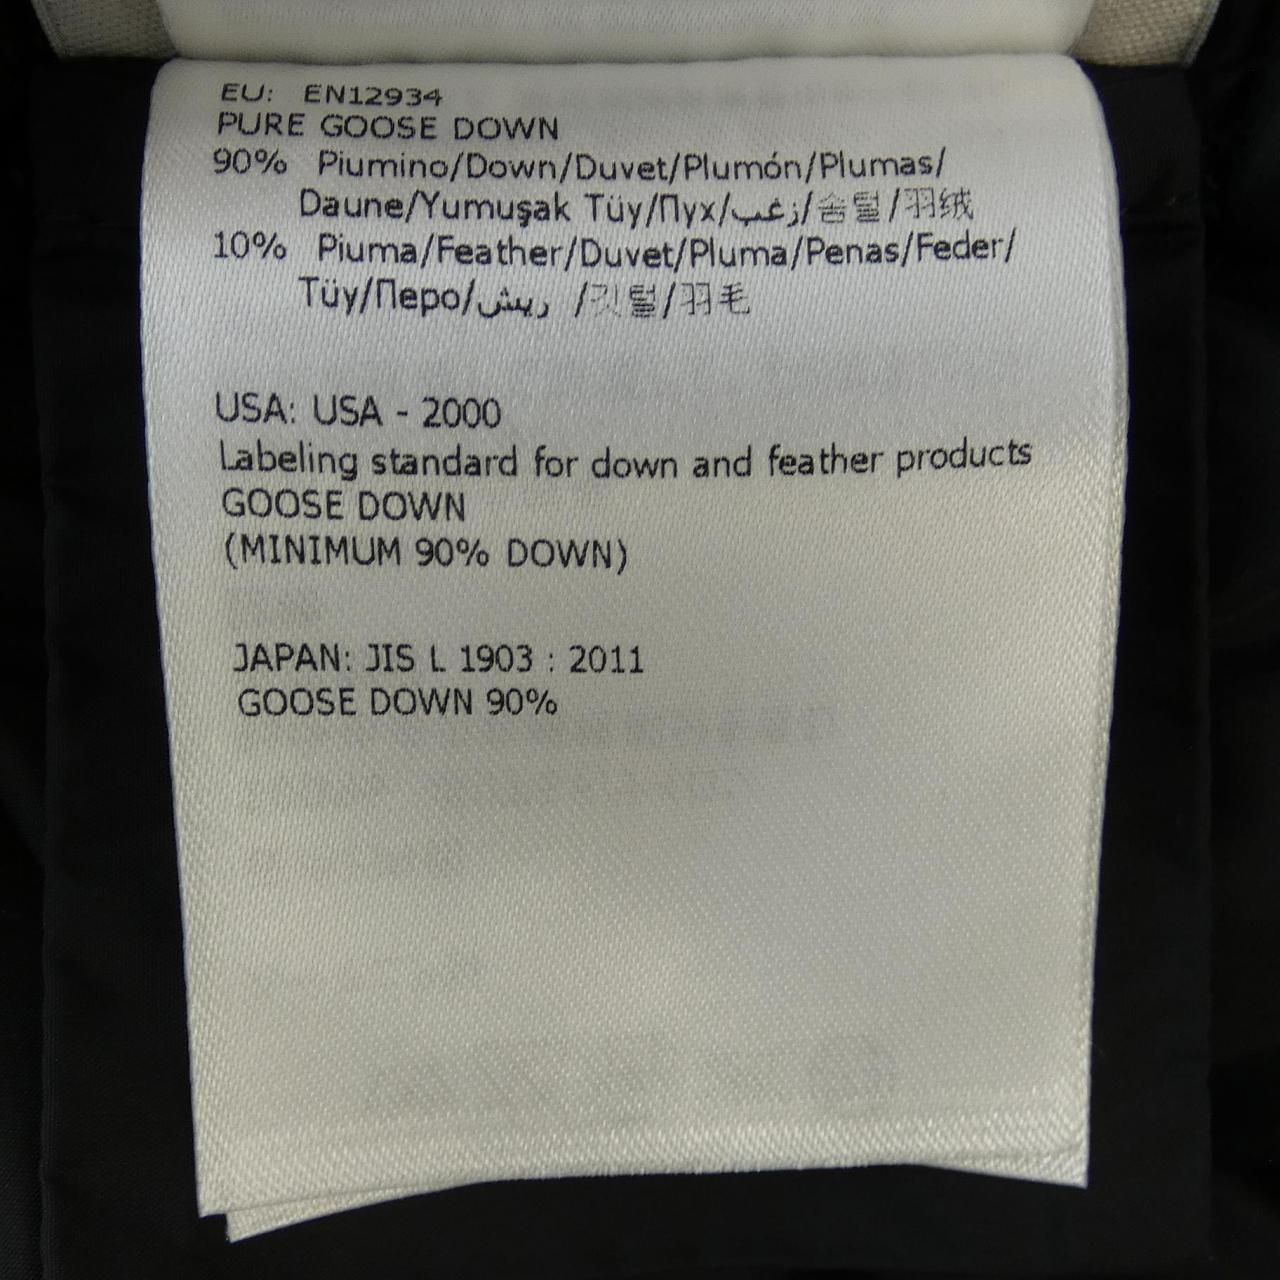 EU: EN12934
PURE GOOSE DOWN
90% Piumino/Down/Duvet/Plumón/Plumas/
Daune/Yumuşak Tüy/Пух/زغب/솜털/羽绒
10% Piuma/Feather/Duvet/Pluma/Penas/Feder/
Tüy/Перо/ريش /깃털/羽毛
USA: USA - 2000
Labeling standard for down and feather products
GOOSE DOWN
(MINIMUM 90% DOWN)
JAPAN: JIS L 1903 : 2011
GOOSE DOWN 90%